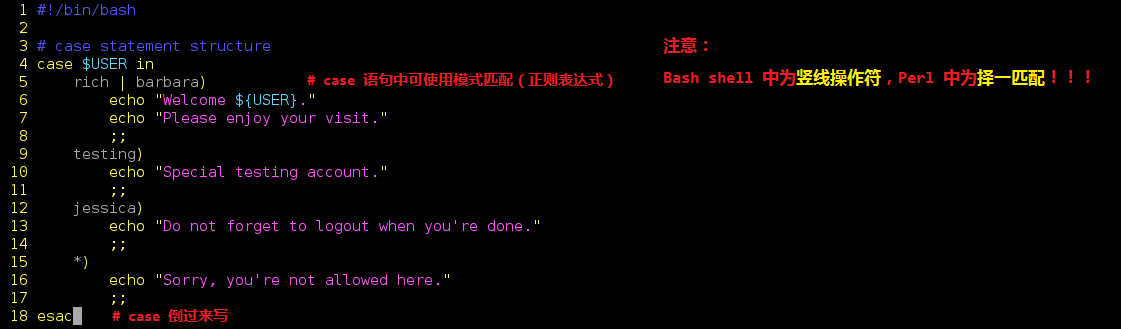 1 #!/bin/bash
2
3 # case statement structure
注意：
4 case $USER in
5     rich | barbara)          # case 语句中可使用模式匹配（正则表达式）
Bash shell 中为竖线操作符，Perl 中为择一匹配！！！
6         echo "Welcome ${USER}."
7         echo "Please enjoy your visit."
8         ;;
9     testing)
10         echo "Special testing account."
11         ;;
12     jessica)
13         echo "Do not forget to logout when you're done."
14         ;;
15     *)
16         echo "Sorry, you're not allowed here."
17         ;;
18 esac    # case 倒过来写